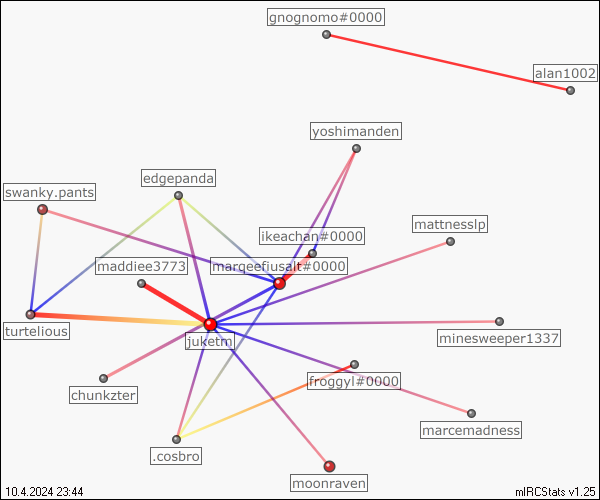 gnognomo#0000
alan1002
yoshimanden
edgepanda
swanky.pants
mattnesslp
ikeachan#0000
maddiee3773
marqeefiusalt#0000
turtelious
juketm
minesweeper1337
froggyl#0000
chunkzter
marcemadness
.cosbro
moonraven
10.4.2024 23:44
mIRCStats v1.25